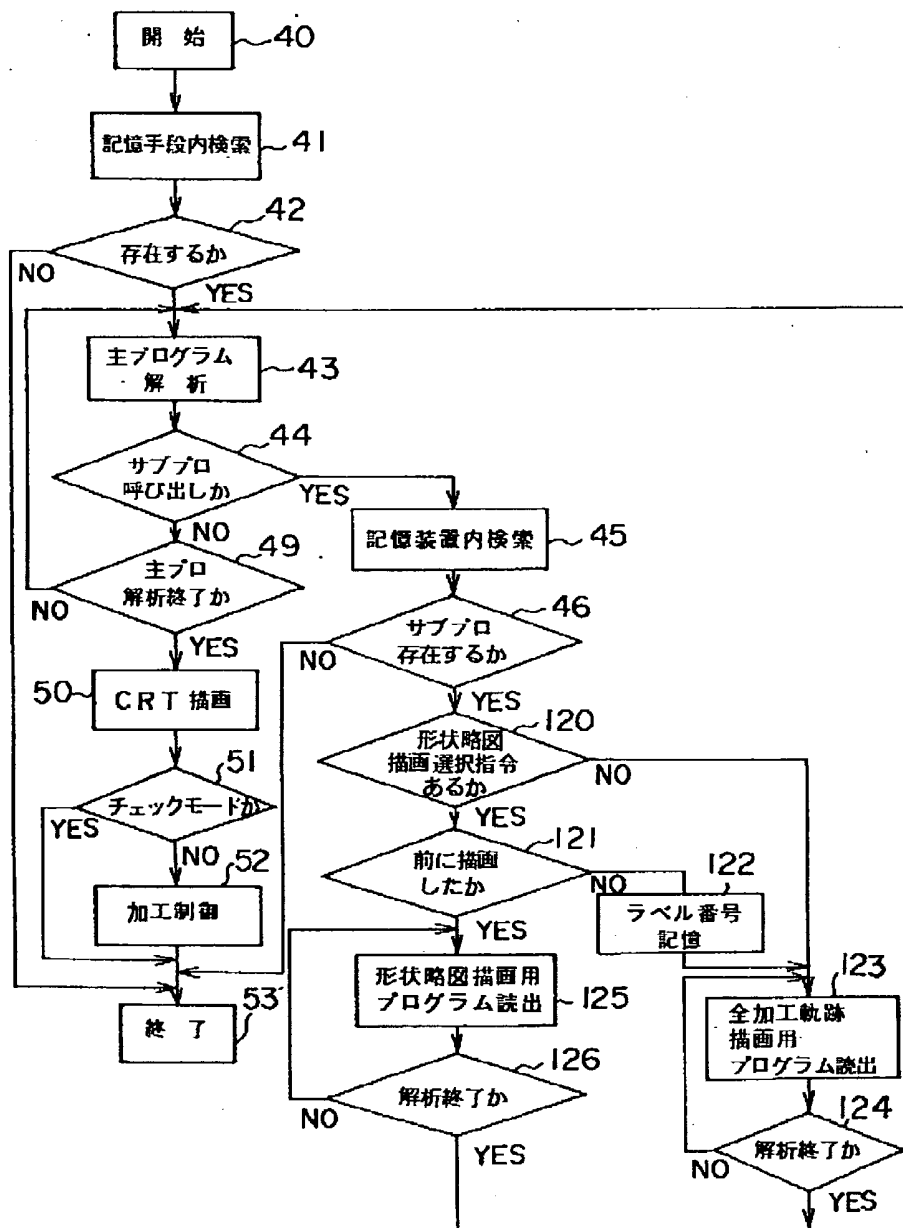 開始
40
記憶手段内検索
41
42
存在するか
NO
YES
主プログラム
解析
43
44
サブプロ
呼び出しか
YES
NO
49
主プロ
解析終了か
NO
YES
50
CRT描画
51
チェックモードか
YES
NO
52
加工制御
終了
53
記憶装置内検索
45
46
サブプロ
存在するか
NO
YES
120
形状略図
描画選択指令
あるか
NO
YES
121
前に描画
したか
NO
YES
122
ラベル番号
記憶
形状略図描画用
プログラム読出
125
126
解析終了か
NO
YES
123
全加工軌跡
描画用
プログラム読出
124
解析終了か
NO
YES